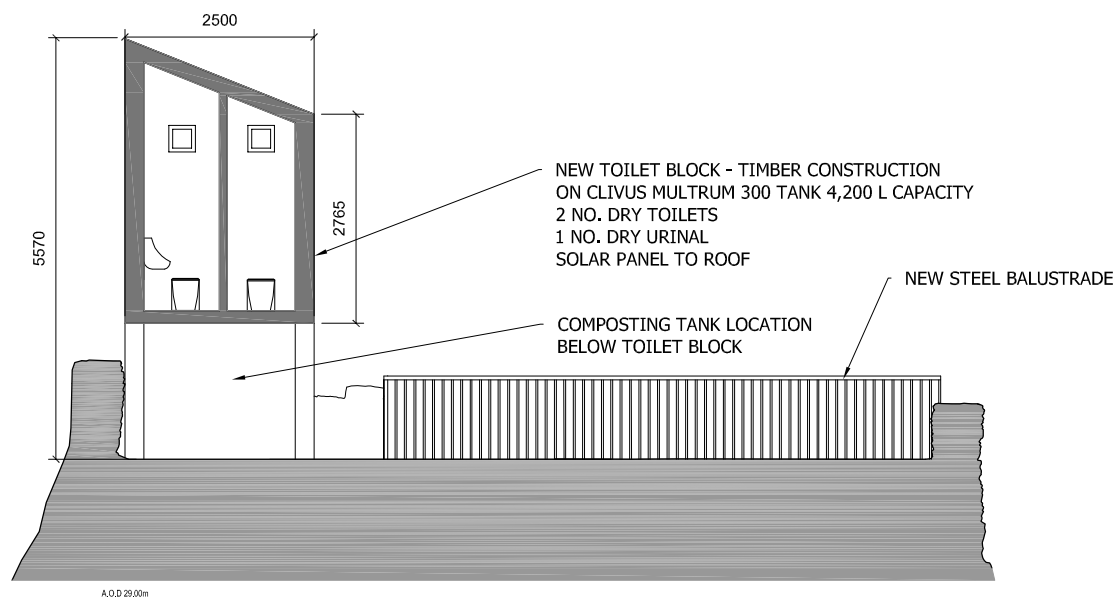 2500
5570
2765
NEW TOILET BLOCK - TIMBER CONSTRUCTION
ON CLIVUS MULTRUM 300 TANK 4,200 L CAPACITY
2 NO. DRY TOILETS
1 NO. DRY URINAL
SOLAR PANEL TO ROOF
NEW STEEL BALUSTRADE
COMPOSTING TANK LOCATION
BELOW TOILET BLOCK
A.O.D 29.00m